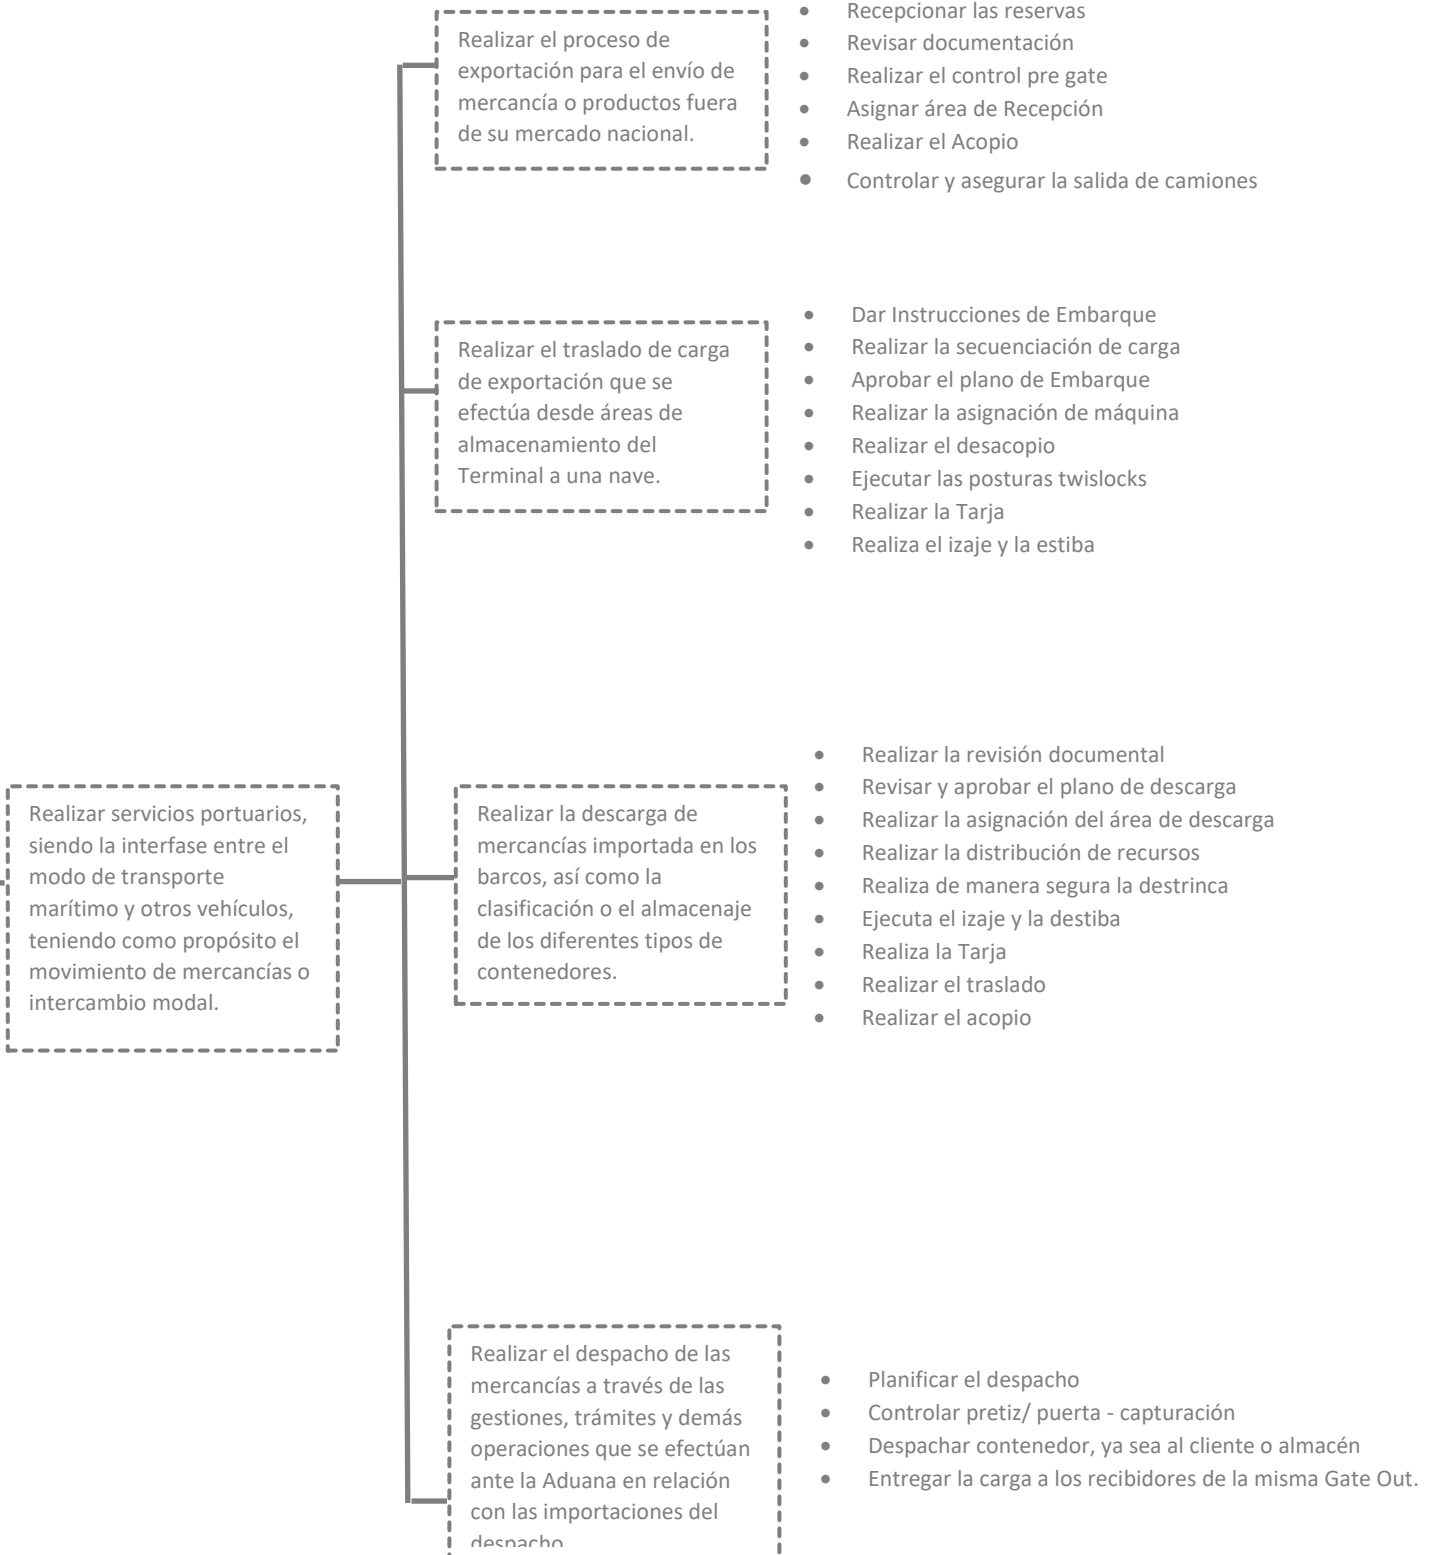 Realizar servicios portuarios,
siendo la interfase entre el
modo de transporte
marítimo y otros vehículos,
teniendo como propósito el
movimiento de mercancías o
intercambio modal.
Realizar el proceso de
exportación para el envío de
mercancía o productos fuera
de su mercado nacional.
• Recepcionar las reservas
• Revisar documentación
• Realizar el control pre gate
• Asignar área de Recepción
• Realizar el Acopio
• Controlar y asegurar la salida de camiones
Realizar el traslado de carga
de exportación que se
efectúa desde áreas de
almacenamiento del
Terminal a una nave.
• Dar Instrucciones de Embarque
• Realizar la secuenciación de carga
• Aprobar el plano de Embarque
• Realizar la asignación de máquina
• Realizar el desacopio
• Ejecutar las posturas twislocks
• Realizar la Tarja
• Realiza el izaje y la estiba
Realizar la descarga de
mercancías importada en los
barcos, así como la
clasificación o el almacenaje
de los diferentes tipos de
contenedores.
• Realizar la revisión documental
• Revisar y aprobar el plano de descarga
• Realizar la asignación del área de descarga
• Realizar la distribución de recursos
• Realiza de manera segura la destrinca
• Ejecuta el izaje y la destiba
• Realiza la Tarja
• Realizar el traslado
• Realizar el acopio
Realizar el despacho de las
mercancías a través de las
gestiones, trámites y demás
operaciones que se efectúan
ante la Aduana en relación
con las importaciones del
despacho
• Planificar el despacho
• Controlar pretiz/ puerta - capturación
• Despachar contenedor, ya sea al cliente o almacén
• Entregar la carga a los recibidores de la misma Gate Out.